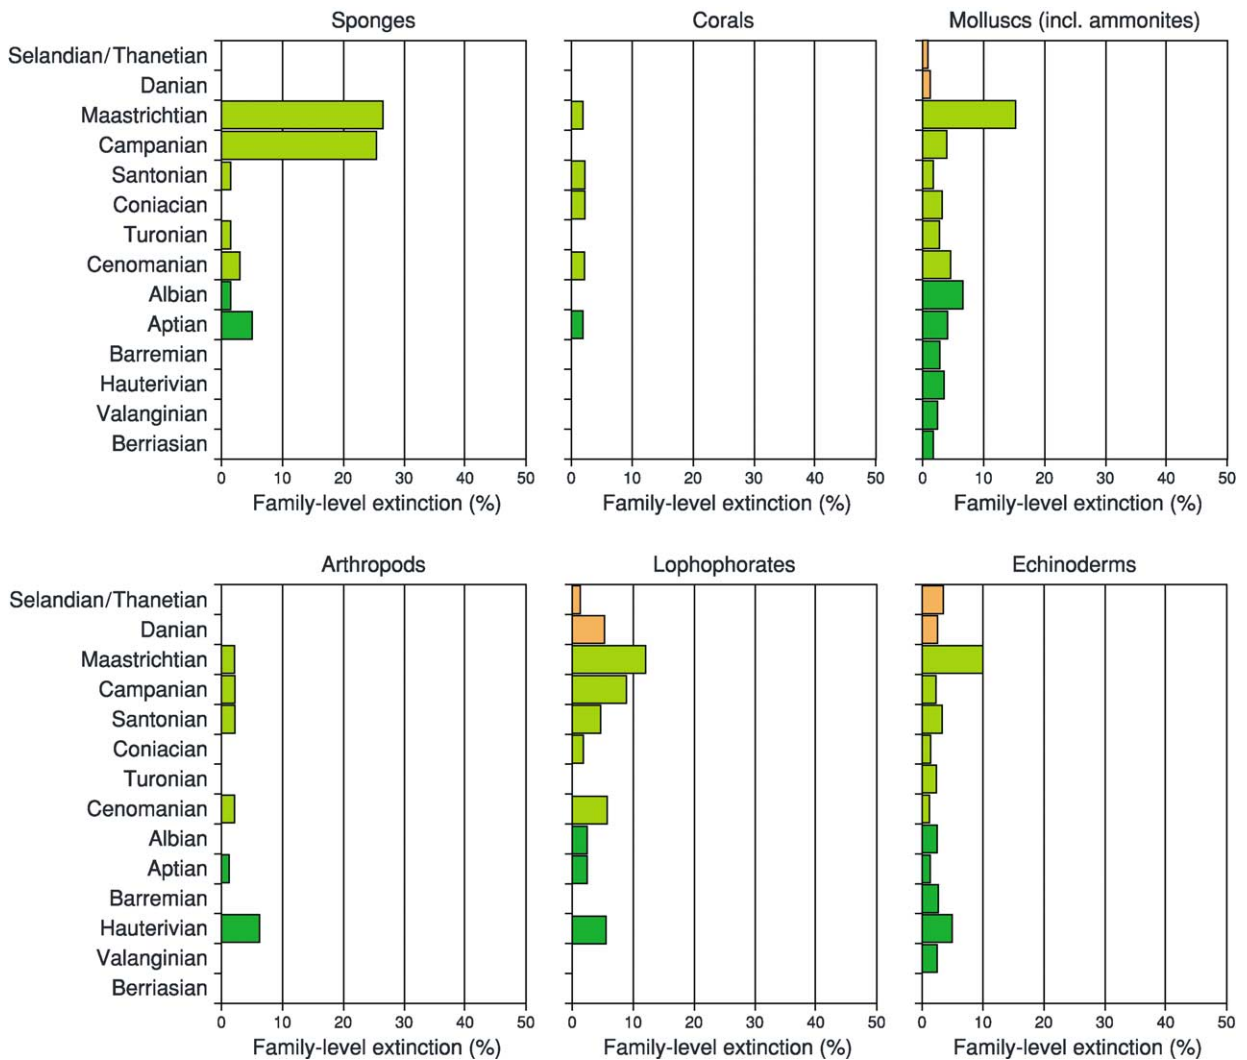 Sponges
Corals
Molluscs (incl. ammonites)
Selandian/Thanetian
Danian
Maastrichtian
Campanian
Santonian
Coniacian
Turonian
Cenomanian
Albian
Aptian
Barremian
Hauterivian
Valanginian
Berriasian
0 10 20 30 40 50
0 10 20 30 40 50
0 10 20 30 40 50
Family-level extinction (%)
Family-level extinction (%)
Family-level extinction (%)
Arthropods
Lophophorates
Echinoderms
Selandian/Thanetian
Danian
Maastrichtian
Campanian
Santonian
Coniacian
Turonian
Cenomanian
Albian
Aptian
Barremian
Hauterivian
Valanginian
Berriasian
0 10 20 30 40 50
0 10 20 30 40 50
0 10 20 30 40 50
Family-level extinction (%)
Family-level extinction (%)
Family-level extinction (%)